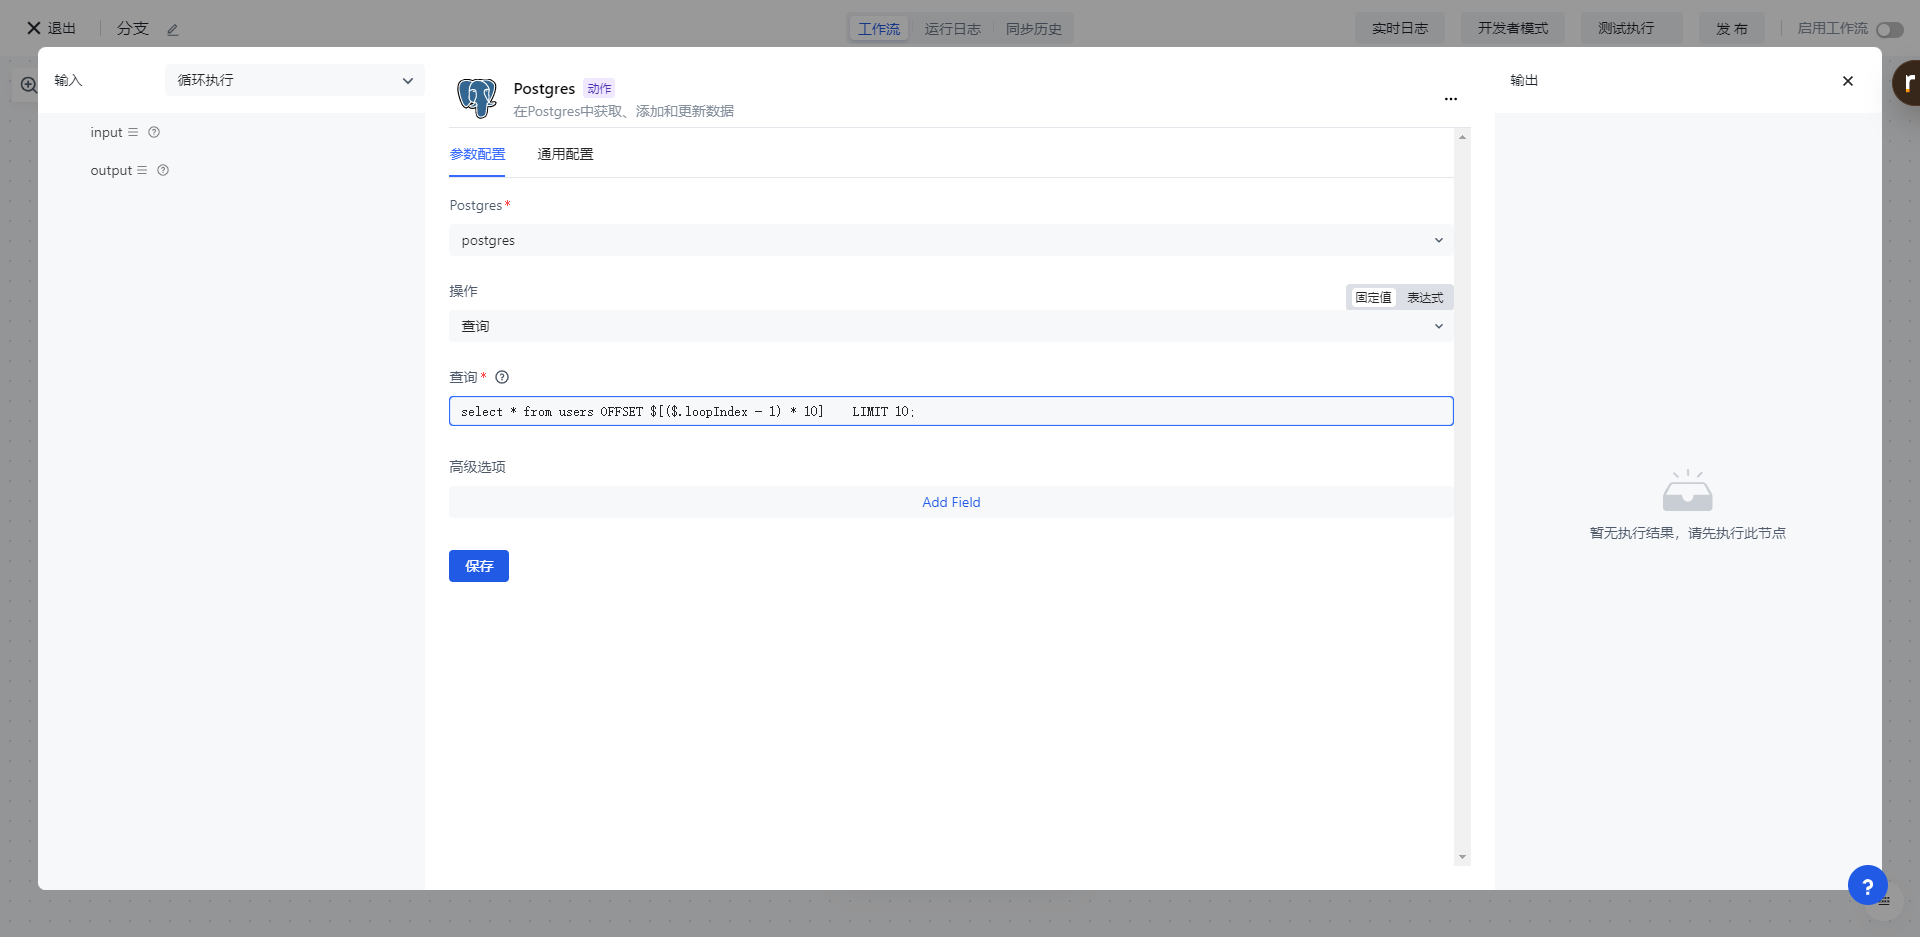 退出
分支
工作流
运行日志
同步历史
实时日志
开发者模式
测试执行
发布
启用工作流
输入
循环执行
input
output
Postgres 动作
在Postgres中获取、添加和更新数据
...
参数配置
通用配置
Postgres*
postgres
操作
固定值
表达式
查询
查询*
select * from users OFFSET $[($.loopIndex - 1) * 10]    LIMIT 10;
高级选项
Add Field
保存
输出
暂无执行结果，请先执行此节点
r
?